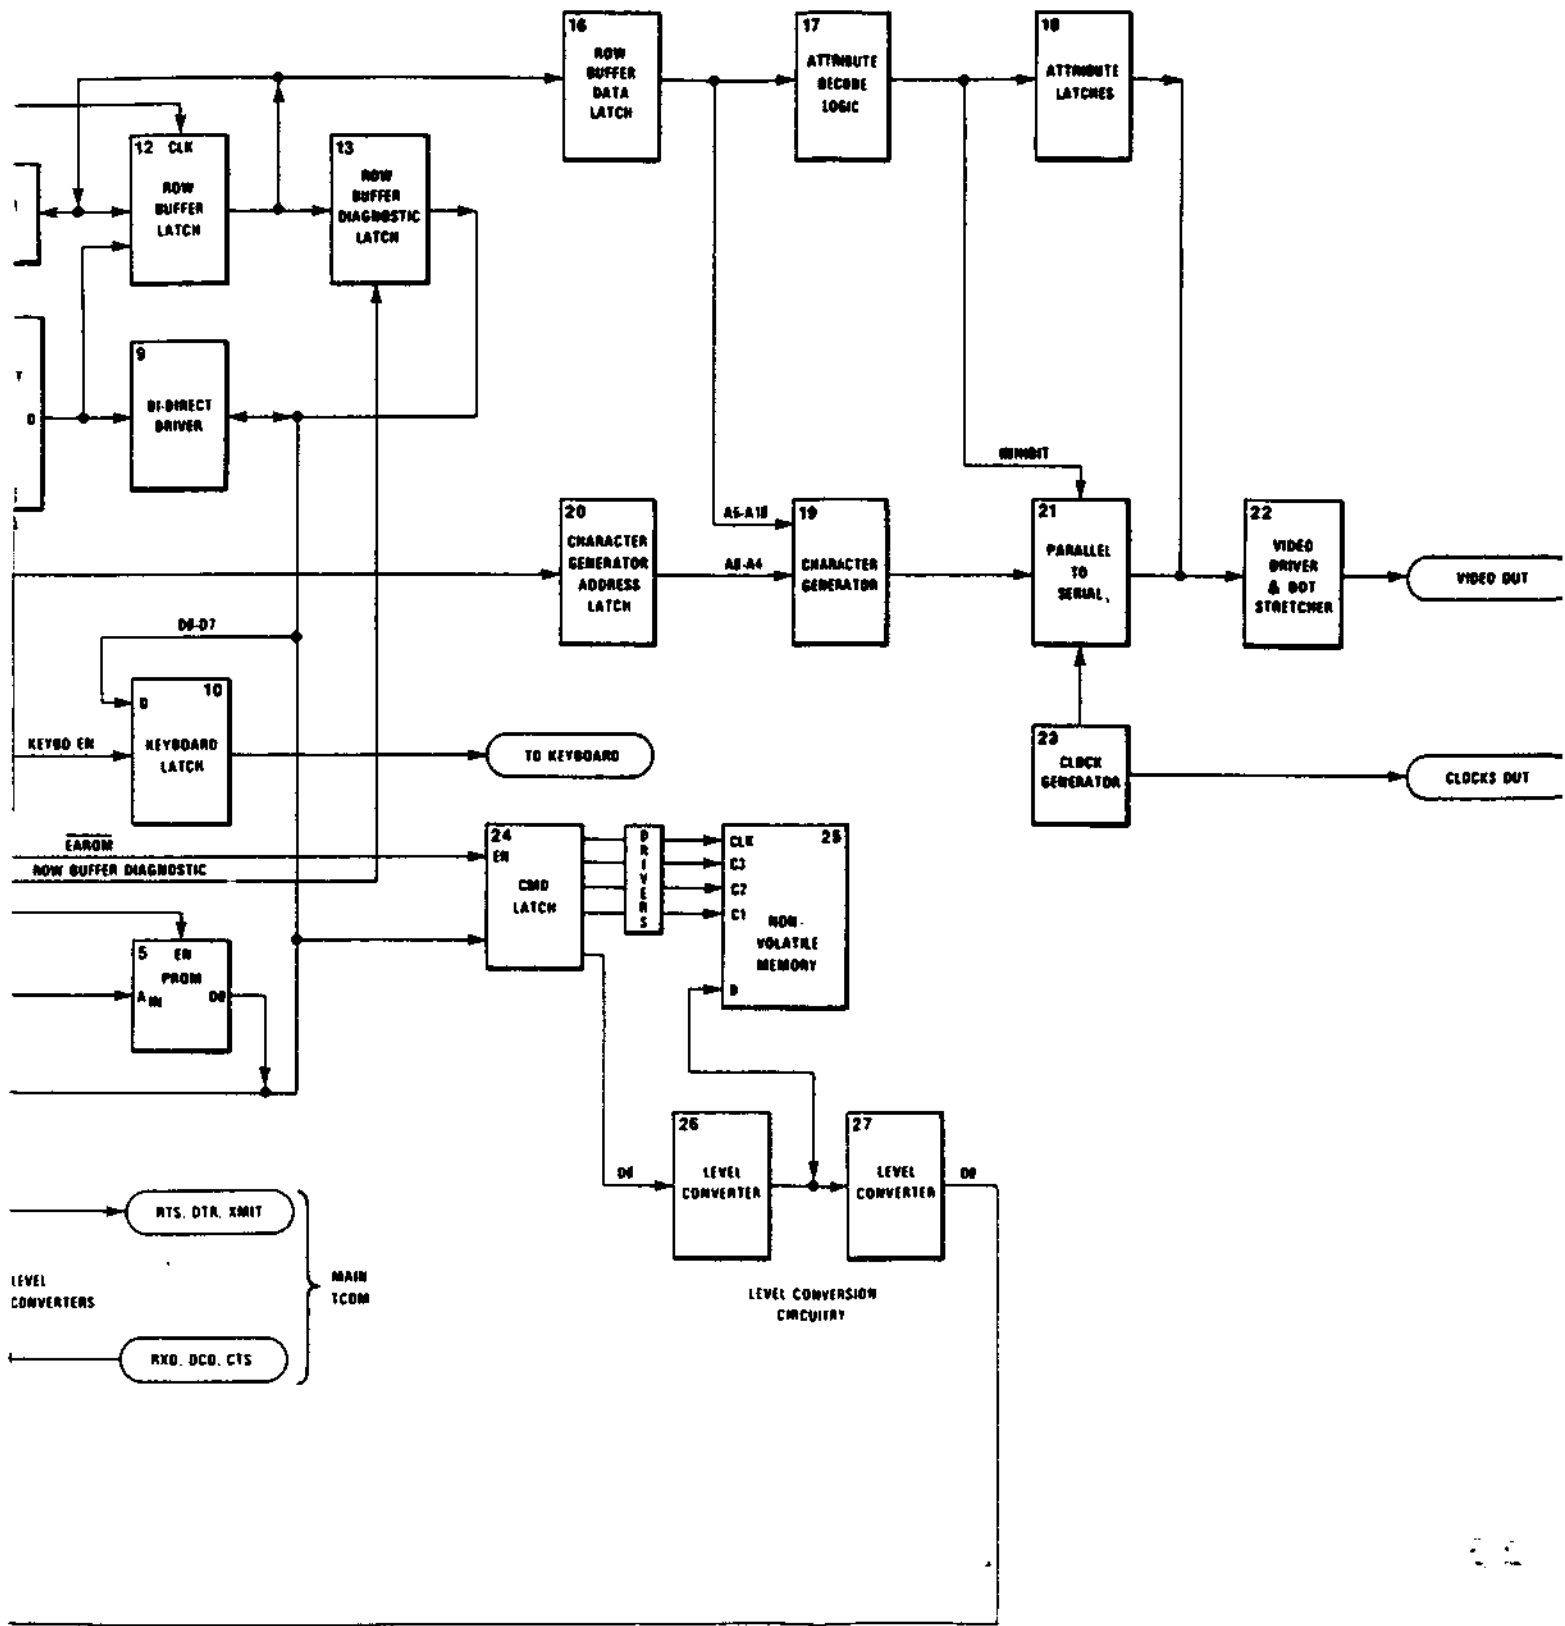 16
ROW
BUFFER
DATA
LATCH
17
ATTRIBUTE
DECODE
LOGIC
18
ATTRIBUTE
LATCHES
12 CLK
ROW
BUFFER
LATCH
13
ROW
BUFFER
DIAGNOSTIC
LATCH
T
D
9
BI-DIRECT
DRIVER
INHIBIT
20
CHARACTER
GENERATOR
ADDRESS
LATCH
A0-A4
19
CHARACTER
GENERATOR
21
PARALLEL
TO
SERIAL
22
VIDEO
DRIVER
& DOT
STRETCHER
VIDEO OUT
D0-D7
10
D
KEYBOARD
LATCH
KEYBD EN
TO KEYBOARD
23
CLOCK
GENERATOR
CLOCKS OUT
EAROM
ROW BUFFER DIAGNOSTIC
24
EN
CMD
LATCH
DRIVERS
25
CLK
C3
C2
C1
NON-
VOLATILE
MEMORY
D
5 EN
PROM
A IN D0
26
LEVEL
CONVERTER
27
LEVEL
CONVERTER
LEVEL CONVERSION
CIRCUITRY
RTS, DTR, XMIT
LEVEL
CONVERTERS
MAIN
TCOM
RXD, DCD, CTS